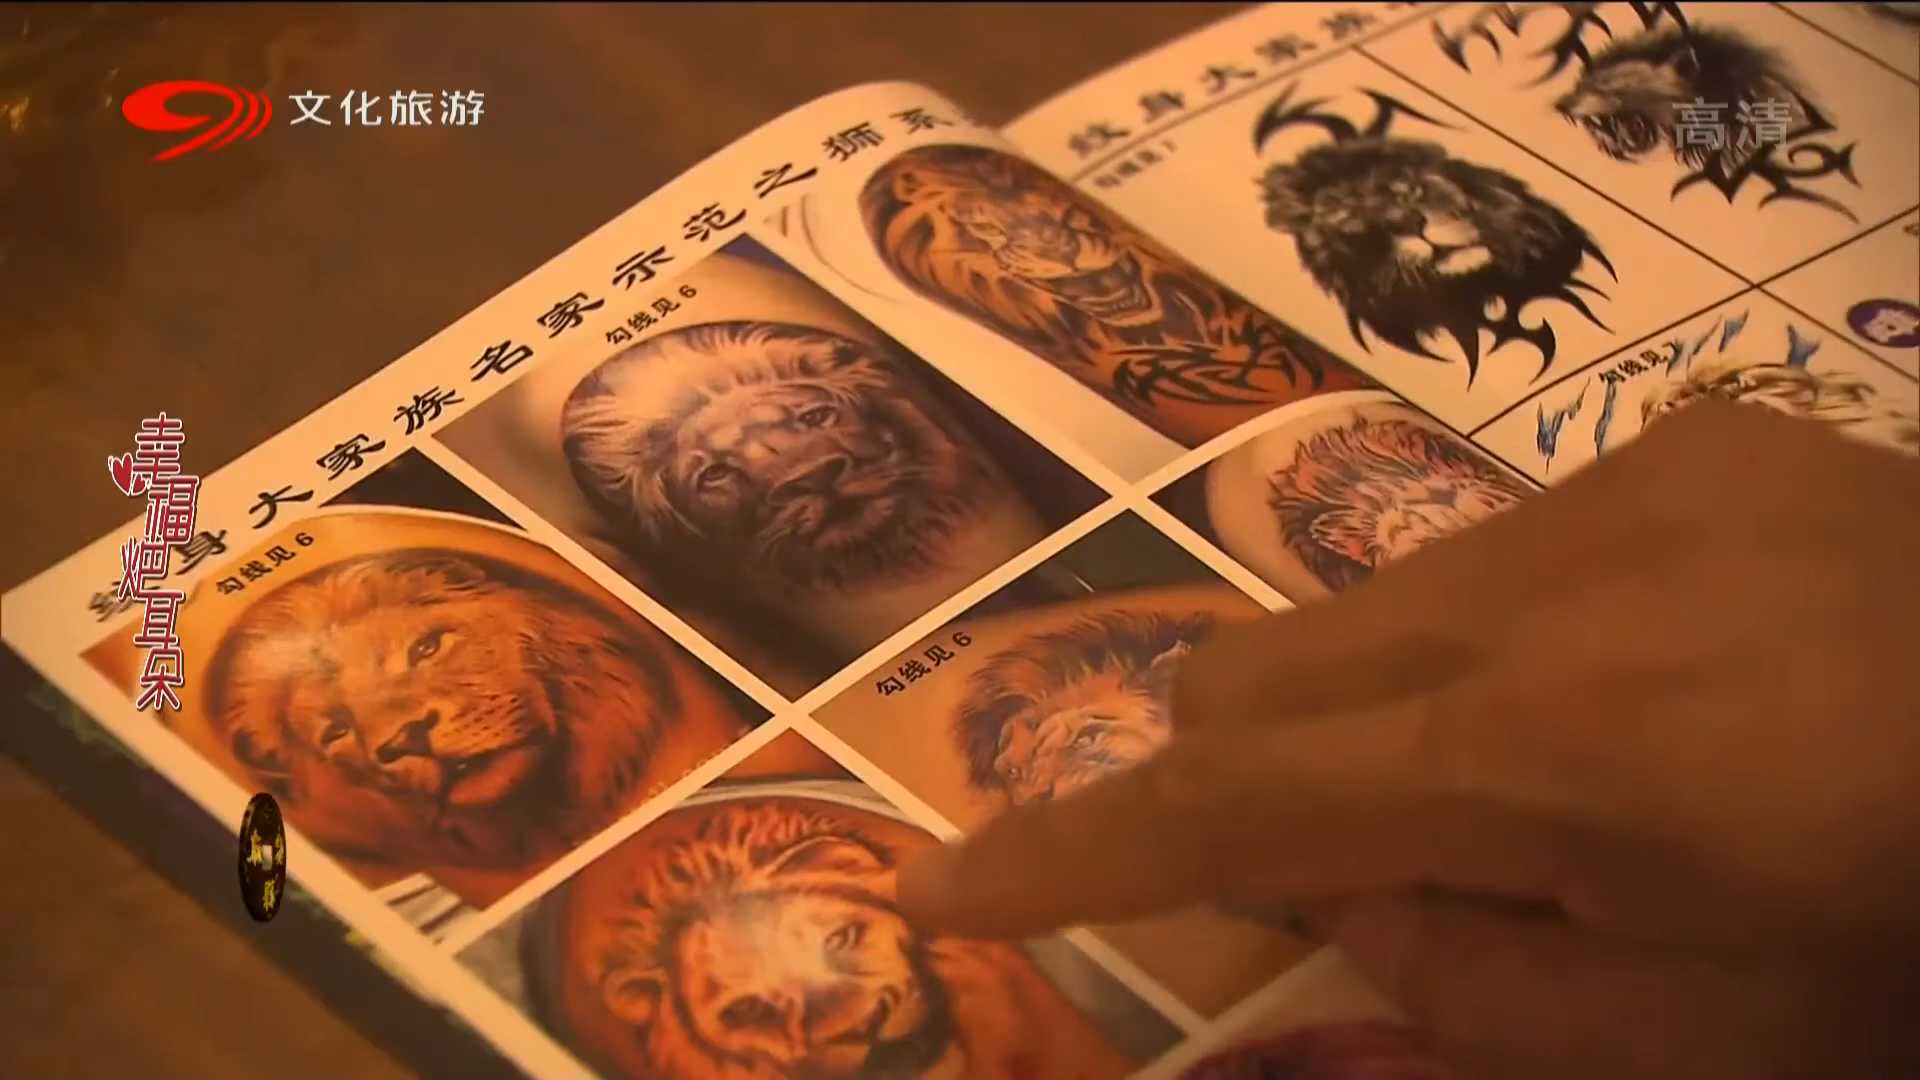 文化旅游
高清
纹身大家族名家示范之狮系
纹身大家族
勾线见 7
勾线见 6
勾线见
勾线见 6
勾线见 6
幸福耙耳朵